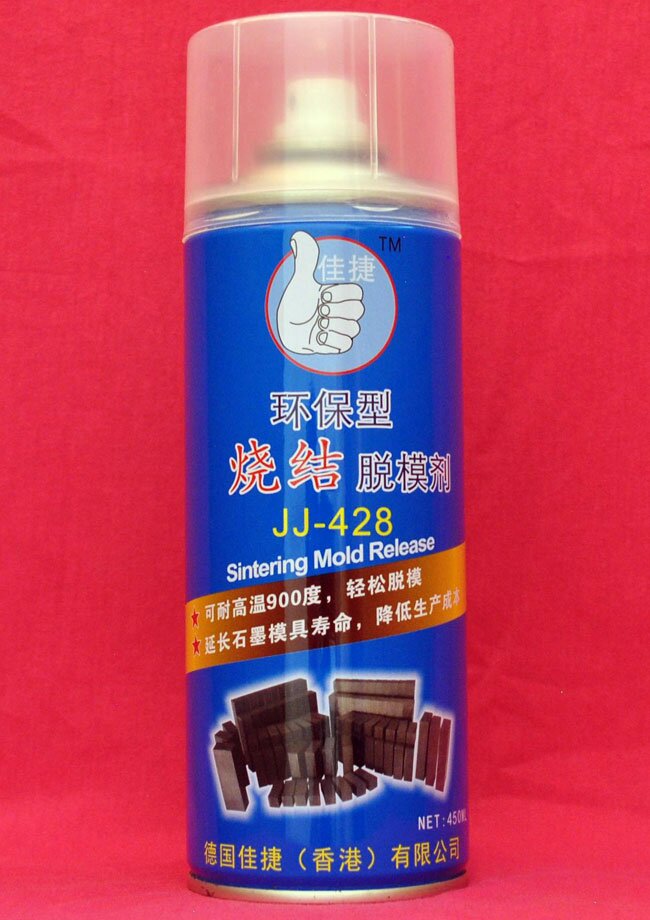 TM
佳捷
环保型
烧结脱模剂
JJ-428
Sintering Mold Release
★可耐高温900度，轻松脱模
★延长石墨模具寿命，降低生产成本
NET:450ML
德国佳捷（香港）有限公司